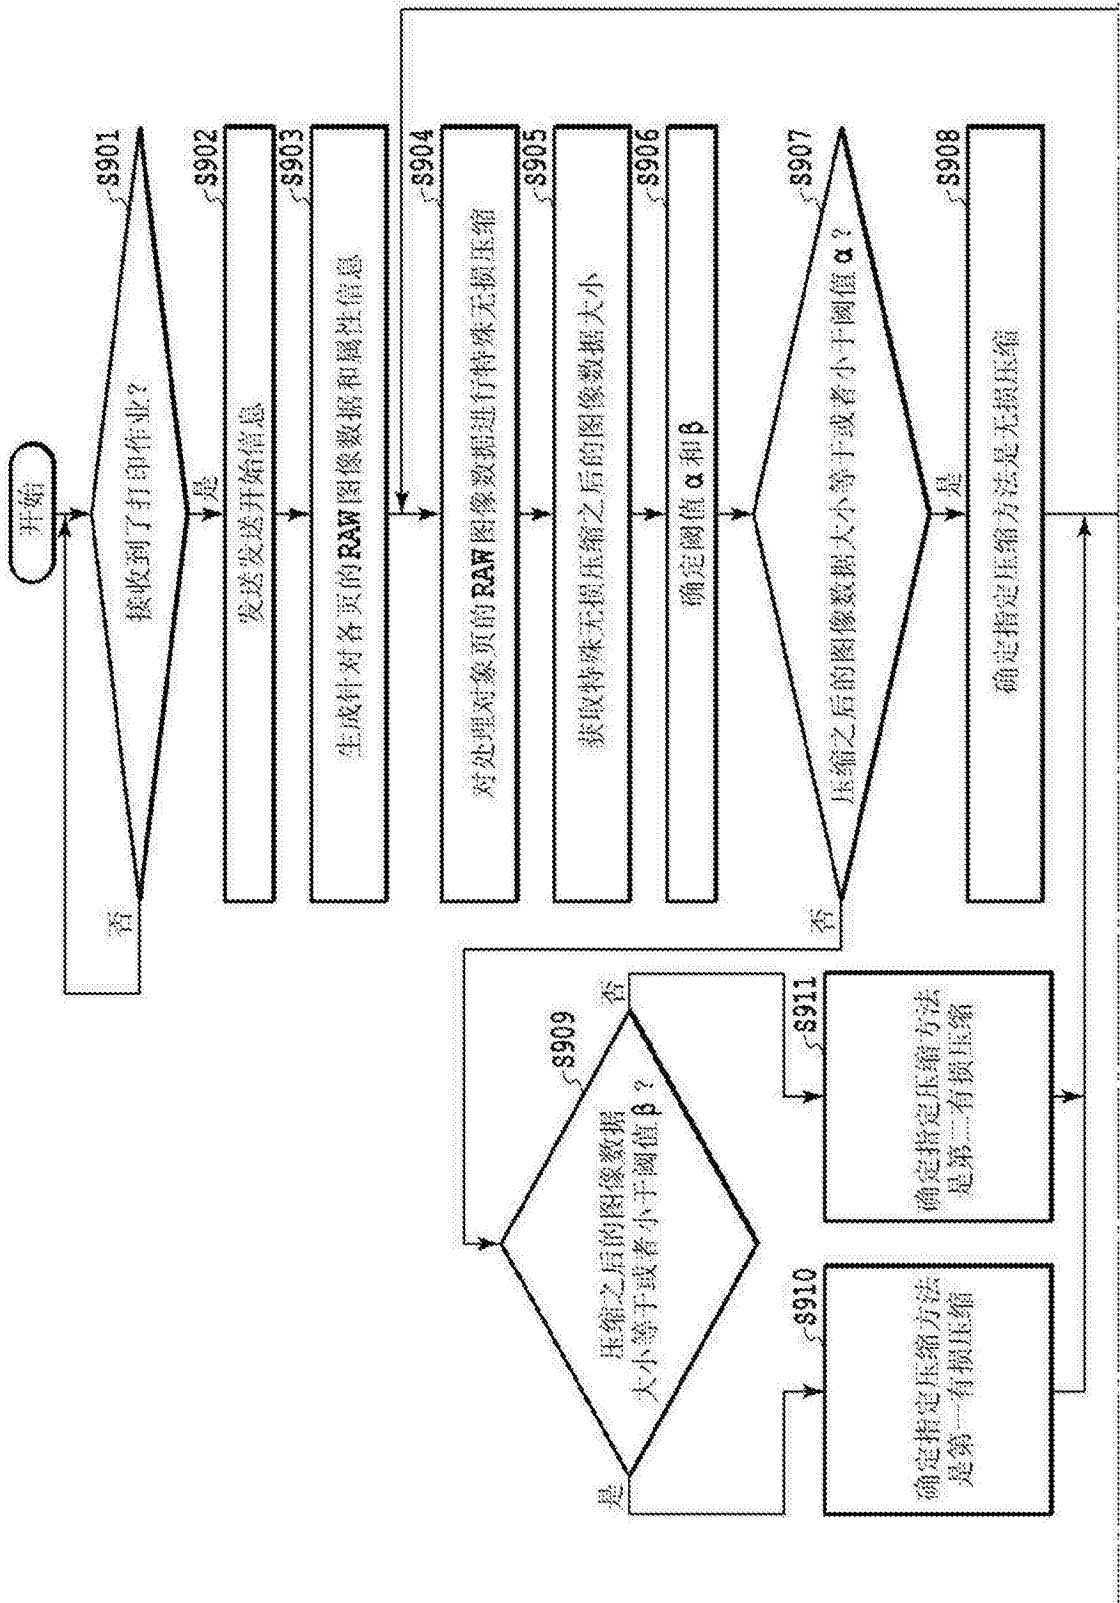 开始
接收到了打印作业?
S901
否
是
发送发送开始信息
S902
生成针对各页的RAW图像数据和属性信息
S903
对处理对象页的RAW图像数据进行特殊无损压缩
S904
获取特殊无损压缩之后的图像数据大小
S905
确定阈值α和β
S906
压缩之后的图像数据大小等于或者小于阈值α?
S907
否
是
确定指定压缩方法是无损压缩
S908
压缩之后的图像数据
大小等于或者小于阈值β?
S909
是
否
确定指定压缩方法
是第一有损压缩
S910
确定指定压缩方法
是第二有损压缩
S911